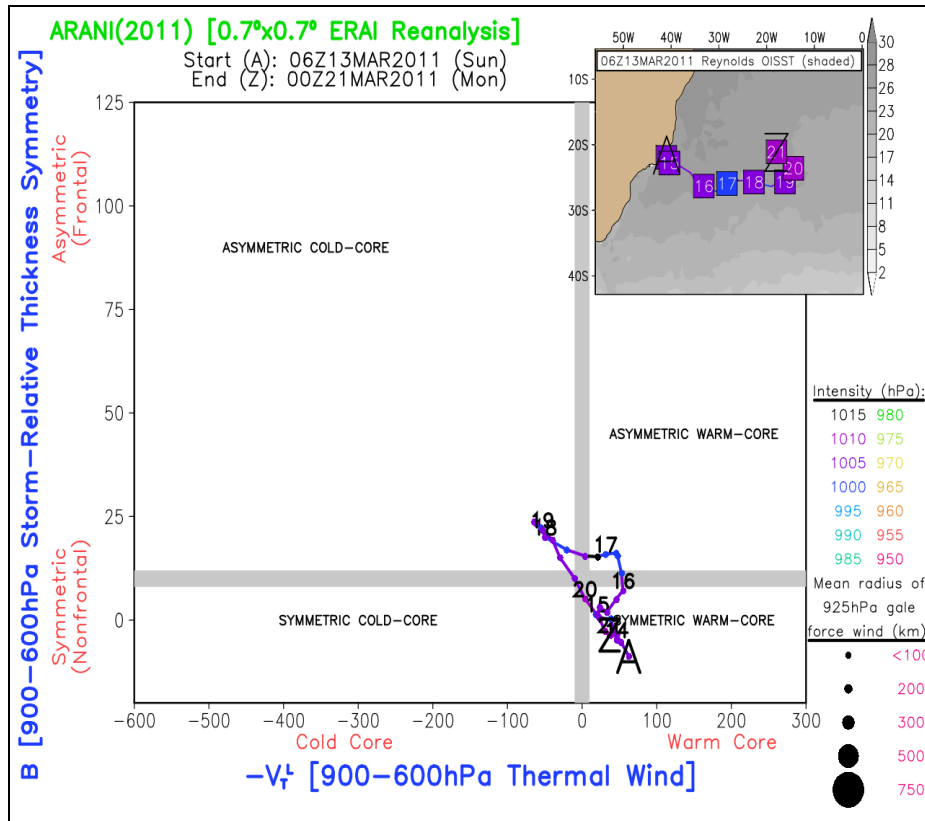 ARANI(2011) [0.7ºx0.7º ERAI Reanalysis]
Start (A): 06Z13MAR2011 (Sun)
End (Z): 00Z21MAR2011 (Mon)
50W 40W 30W 20W 10W 0
06Z13MAR2011 Reynolds OISST (shaded)
10S
20S
30S
40S
A
15
16
17
18
19
20
21
Z
30
28
26
23
20
17
14
11
8
5
2
B [900-600hPa Storm-Relative Thickness Symmetry]
Asymmetric
(Frontal)
Symmetric
(Nonfrontal)
125
100
75
50
25
0
ASYMMETRIC COLD-CORE
ASYMMETRIC WARM-CORE
SYMMETRIC COLD-CORE
SYMMETRIC WARM-CORE
19
18
17
16
20
15
Z
A
-600 -500 -400 -300 -200 -100 0 100 200 300
Cold Core
Warm Core
-V_T^L [900-600hPa Thermal Wind]
Intensity (hPa):
1015 980
1010 975
1005 970
1000 965
995 960
990 955
985 950
Mean radius of
925hPa gale
force wind (km)
<100
200
300
500
750